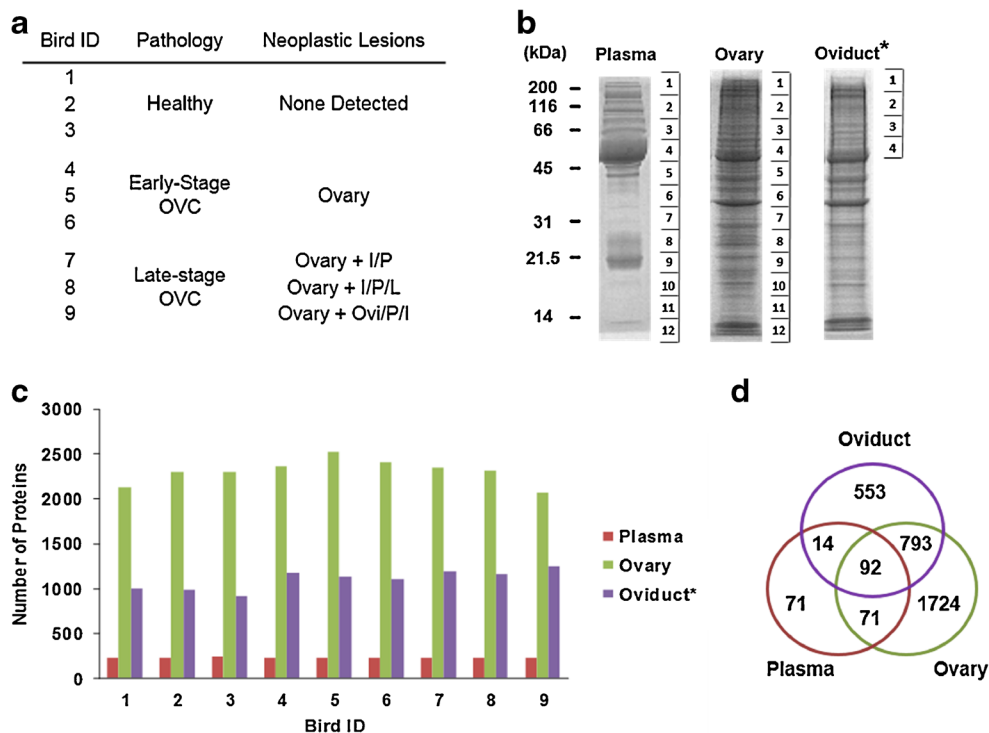 a
Bird ID Pathology Neoplastic Lesions
1
2 Healthy None Detected
3
4
5 Early-Stage OVC Ovary
6
7 Ovary + I/P
8 Late-stage OVC Ovary + I/P/L
9 Ovary + Ovi/P/I
b
(kDa) Plasma Ovary Oviduct*
200
116
66
45
31
21.5
14
1
2
3
4
5
6
7
8
9
10
11
12
1
2
3
4
5
6
7
8
9
10
11
12
1
2
3
4
c
Number of Proteins
3000
2500
2000
1500
1000
500
0
1 2 3 4 5 6 7 8 9
Bird ID
Plasma
Ovary
Oviduct*
d
Oviduct
553
14 793
92
71 71 1724
Plasma Ovary